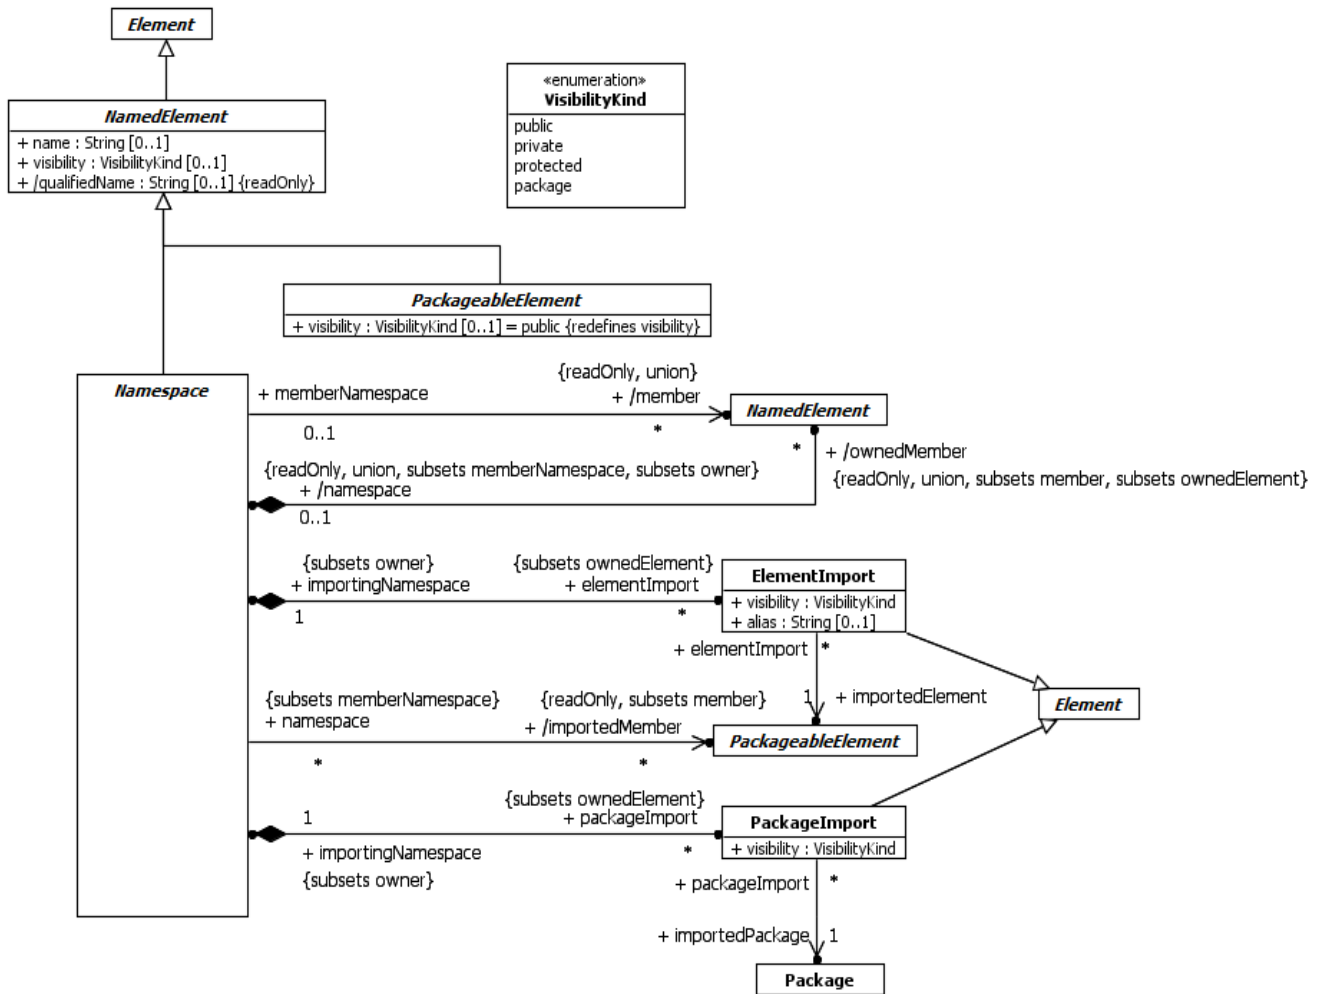 Element
NamedElement
+ name : String [0..1]
+ visibility : VisibilityKind [0..1]
+ /qualifiedName : String [0..1] {readOnly}
«enumeration»
VisibilityKind
public
private
protected
package
PackageableElement
+ visibility : VisibilityKind [0..1] = public {redefines visibility}
Namespace
+ memberNamespace
0..1
{readOnly, union}
+ /member
*
NamedElement
*
+ /ownedMember
{readOnly, union, subsets member, subsets ownedElement}
{readOnly, union, subsets memberNamespace, subsets owner}
+ /namespace
0..1
{subsets owner}
+ importingNamespace
1
{subsets ownedElement}
+ elementImport
*
ElementImport
+ visibility : VisibilityKind
+ alias : String [0..1]
+ elementImport
*
1
+ importedElement
Element
{subsets memberNamespace}
+ namespace
*
{readOnly, subsets member}
+ /importedMember
*
PackageableElement
1
+ importingNamespace
{subsets owner}
{subsets ownedElement}
+ packageImport
*
PackageImport
+ visibility : VisibilityKind
+ packageImport
*
+ importedPackage
1
Package